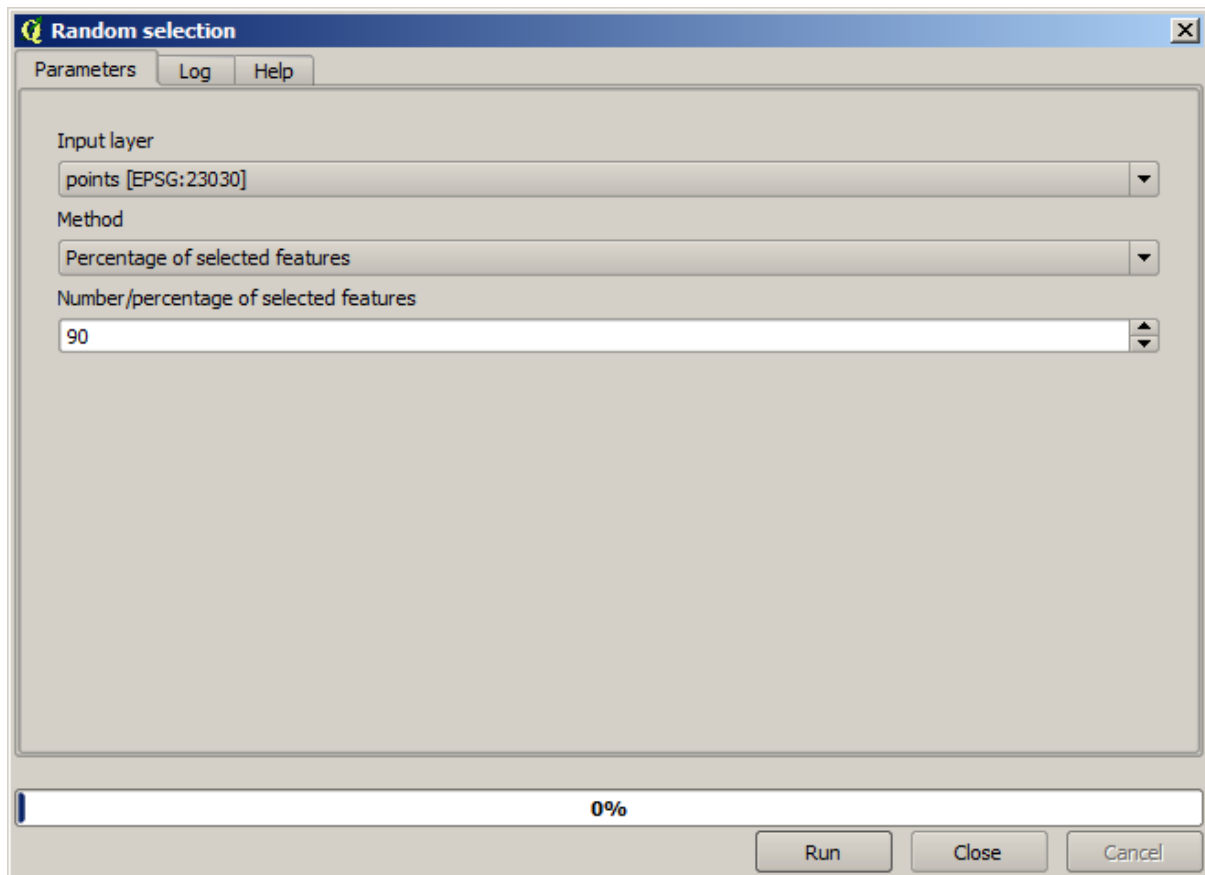 Random selection
Parameters Log Help
Input layer
points [EPSG:23030]
Method
Percentage of selected features
Number/percentage of selected features
90
0%
Run Close Cancel